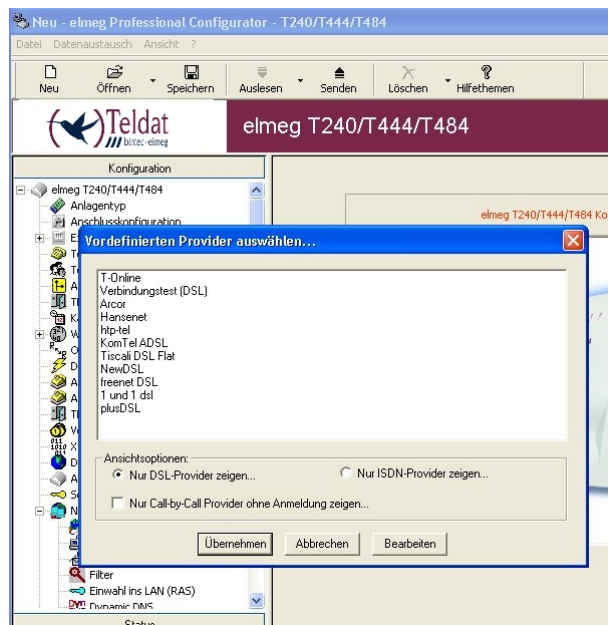 Neu - elmeg Professional Configurator - T240/T444/T484
Datei Datenaustausch Ansicht ?
Neu Öffnen Speichern Auslesen Senden Löschen Hilfethemen
Teldat
bintec-elmeg
elmeg T240/T444/T484
Konfiguration
elmeg T240/T444/T484
Anlagentyp
Anschlusskonfiguration
elmeg T240/T444/T484 Ko
Vordefinierten Provider auswählen...
T-Online
Verbindungstest (DSL)
Arcor
Hansenet
htp-tel
KomTel ADSL
Tiscali DSL Flat
NewDSL
freenet DSL
1 und 1 dsl
plusDSL
Ansichtsoptionen:
Nur DSL-Provider zeigen...
Nur ISDN-Provider zeigen...
Nur Call-by-Call Provider ohne Anmeldung zeigen...
Übernehmen Abbrechen Bearbeiten
Filter
Einwahl ins LAN (RAS)
Dynamic DNS
Status